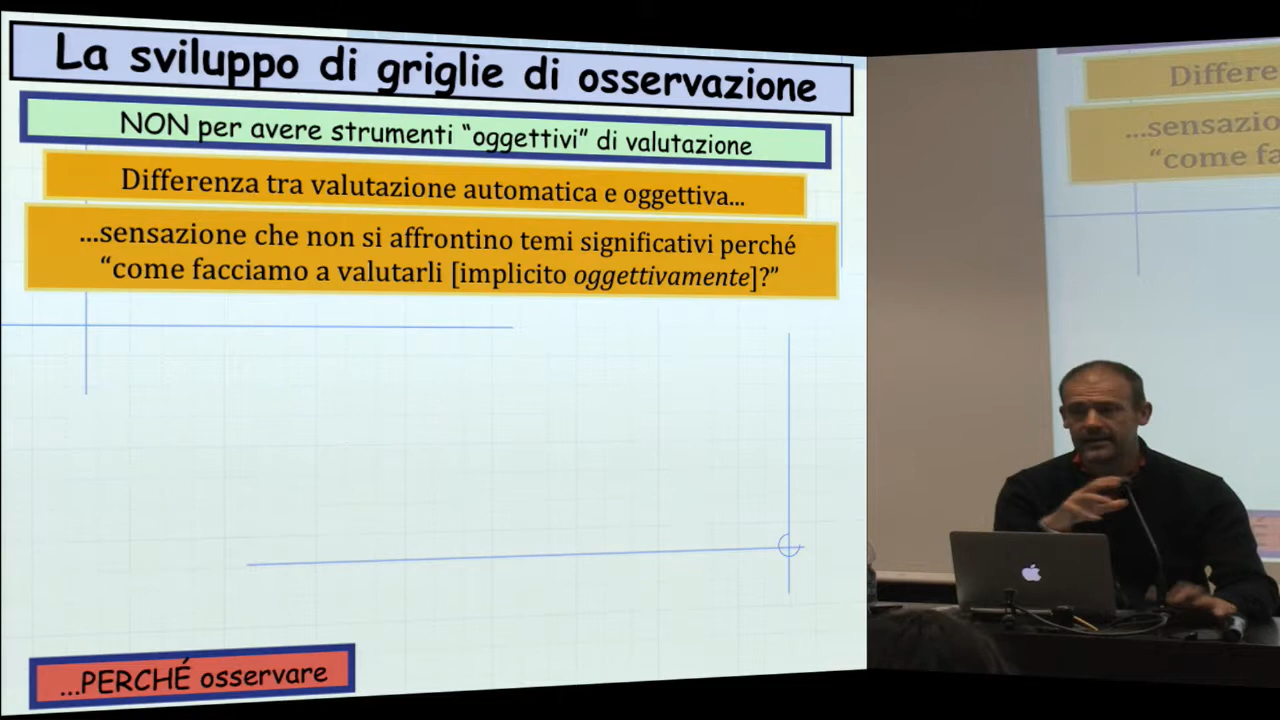 La sviluppo di griglie di osservazione
NON per avere strumenti “oggettivi” di valutazione
Differenza tra valutazione automatica e oggettiva...
...sensazione che non si affrontino temi significativi perché
“come facciamo a valutarli [implicito oggettivamente]?”
...PERCHÉ osservare
Differe
...sensazio
“come fa